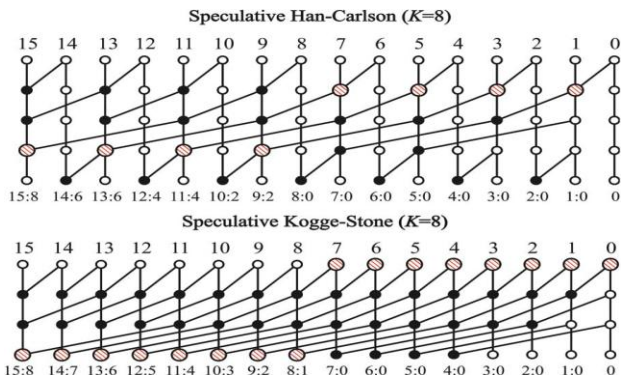 Speculative Han-Carlson (K=8)
15 14 13 12 11 10 9 8 7 6 5 4 3 2 1 0
15:8 14:6 13:6 12:4 11:4 10:2 9:2 8:0 7:0 6:0 5:0 4:0 3:0 2:0 1:0 0
Speculative Kogge-Stone (K=8)
15 14 13 12 11 10 9 8 7 6 5 4 3 2 1 0
15:8 14:7 13:6 12:5 11:4 10:3 9:2 8:1 7:0 6:0 5:0 4:0 3:0 2:0 1:0 0